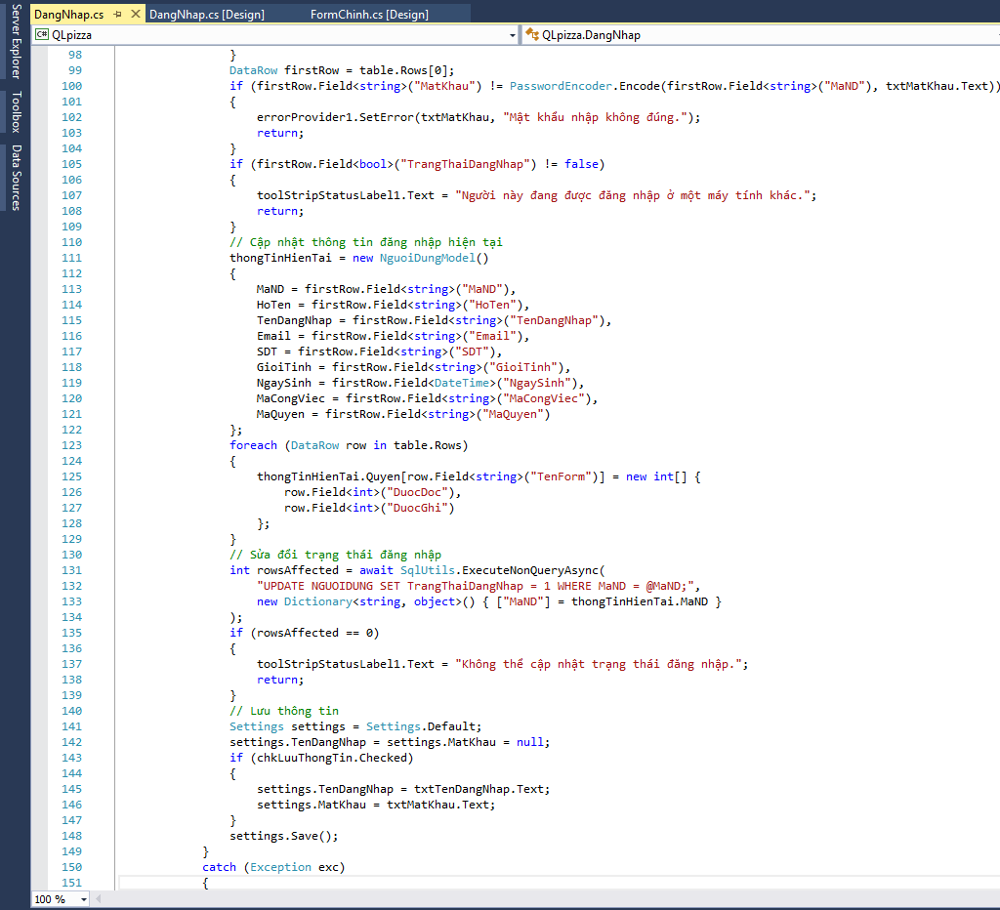 DangNhap.cs
DangNhap.cs [Design]
FormChinh.cs [Design]
Server Explorer
Toolbox
Data Sources
C# QLpizza
QLpizza.DangNhap
98 }
99 DataRow firstRow = table.Rows[0];
100 if (firstRow.Field<string>("MatKhau") != PasswordEncoder.Encode(firstRow.Field<string>("MaND"), txtMatKhau.Text))
101 {
102 errorProvider1.SetError(txtMatKhau, "Mật khẩu nhập không đúng.");
103 return;
104 }
105 if (firstRow.Field<bool>("TrangThaiDangNhap") != false)
106 {
107 toolStripStatusLabel1.Text = "Người này đang được đăng nhập ở một máy tính khác.";
108 return;
109 }
110 // Cập nhật thông tin đăng nhập hiện tại
111 thongTinHienTai = new NguoiDungModel()
112 {
113 MaND = firstRow.Field<string>("MaND"),
114 HoTen = firstRow.Field<string>("HoTen"),
115 TenDangNhap = firstRow.Field<string>("TenDangNhap"),
116 Email = firstRow.Field<string>("Email"),
117 SDT = firstRow.Field<string>("SDT"),
118 GioiTinh = firstRow.Field<string>("GioiTinh"),
119 NgaySinh = firstRow.Field<DateTime>("NgaySinh"),
120 MaCongViec = firstRow.Field<string>("MaCongViec"),
121 MaQuyen = firstRow.Field<string>("MaQuyen")
122 };
123 foreach (DataRow row in table.Rows)
124 {
125 thongTinHienTai.Quyen[row.Field<string>("TenForm")] = new int[] {
126 row.Field<int>("DuocDoc"),
127 row.Field<int>("DuocGhi")
128 };
129 }
130 // Sửa đổi trạng thái đăng nhập
131 int rowsAffected = await SqlUtils.ExecuteNonQueryAsync(
132 "UPDATE NGUOIDUNG SET TrangThaiDangNhap = 1 WHERE MaND = @MaND;",
133 new Dictionary<string, object>() { ["MaND"] = thongTinHienTai.MaND }
134 );
135 if (rowsAffected == 0)
136 {
137 toolStripStatusLabel1.Text = "Không thể cập nhật trạng thái đăng nhập.";
138 return;
139 }
140 // Lưu thông tin
141 Settings settings = Settings.Default;
142 settings.TenDangNhap = settings.MatKhau = null;
143 if (chkLuuThongTin.Checked)
144 {
145 settings.TenDangNhap = txtTenDangNhap.Text;
146 settings.MatKhau = txtMatKhau.Text;
147 }
148 settings.Save();
149 }
150 catch (Exception exc)
151 {
100 %